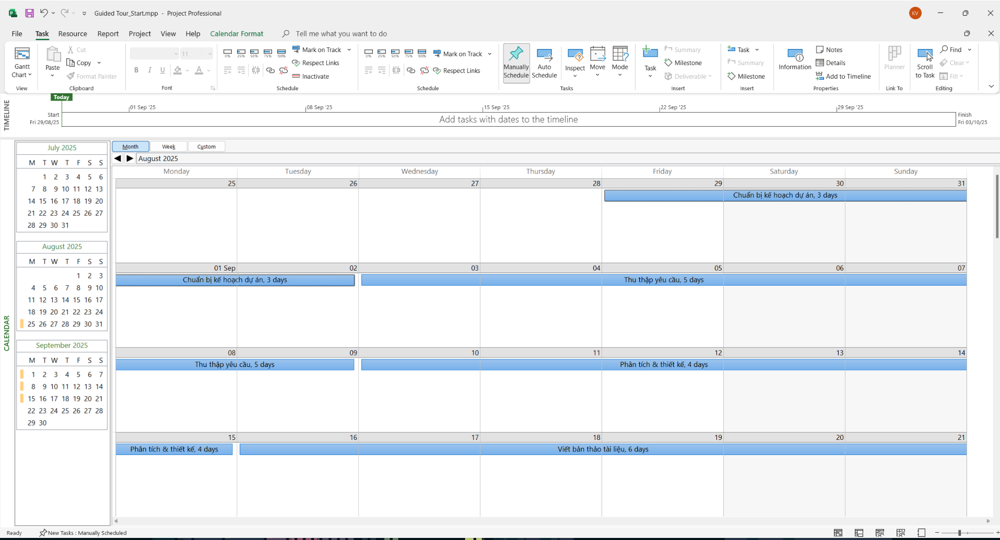 Guided Tour_Start.mpp - Project Professional
KV
File Task Resource Report Project View Help Calendar Format Tell me what you want to do
Gantt Chart
View
Paste
Cut
Copy
Format Painter
Clipboard
11
B I U A
Font
0% 25% 50% 75% 100%
Mark on Track
Respect Links
Inactivate
Schedule
0% 25% 50% 75% 100%
Mark on Track
Respect Links
Schedule
Manually Schedule
Auto Schedule
Inspect
Move
Mode
Tasks
Task
Summary
Milestone
Deliverable
Insert
Task
Summary
Milestone
Insert
Information
Notes
Details
Add to Timeline
Properties
Planner
Link To
Scroll to Task
Find
Clear
Fill
Editing
TIMELINE
Today
01 Sep '25 08 Sep '25 15 Sep '25 22 Sep '25 29 Sep '25
Start
Fri 29/08/25
Add tasks with dates to the timeline
Finish
Fri 03/10/25
CALENDAR
July 2025
M T W T F S S
1 2 3 4 5 6
7 8 9 10 11 12 13
14 15 16 17 18 19 20
21 22 23 24 25 26 27
28 29 30 31
August 2025
M T W T F S S
1 2 3
4 5 6 7 8 9 10
11 12 13 14 15 16 17
18 19 20 21 22 23 24
25 26 27 28 29 30 31
September 2025
M T W T F S S
1 2 3 4 5 6 7
8 9 10 11 12 13 14
15 16 17 18 19 20 21
22 23 24 25 26 27 28
29 30
Month Week Custom
August 2025
Monday Tuesday Wednesday Thursday Friday Saturday Sunday
25 26 27 28 29 30 31
Chuẩn bị kế hoạch dự án, 3 days
01 Sep 02 03 04 05 06 07
Chuẩn bị kế hoạch dự án, 3 days Thu thập yêu cầu, 5 days
08 09 10 11 12 13 14
Thu thập yêu cầu, 5 days Phân tích & thiết kế, 4 days
15 16 17 18 19 20 21
Phân tích & thiết kế, 4 days Viết bản thảo tài liệu, 6 days
Ready New Tasks : Manually Scheduled